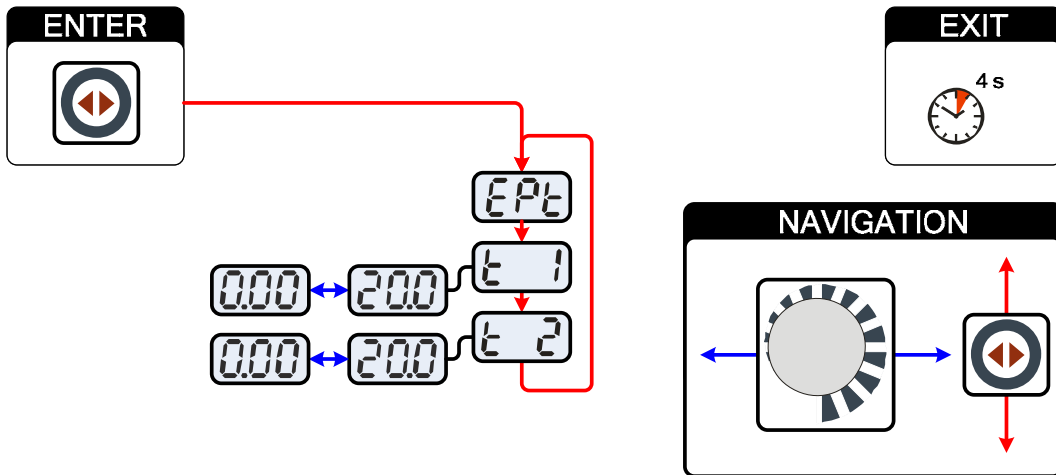 ENTER
EXIT
4 s
EPt
NAVIGATION
t 1
0.00 20.0
t 2
0.00 20.0